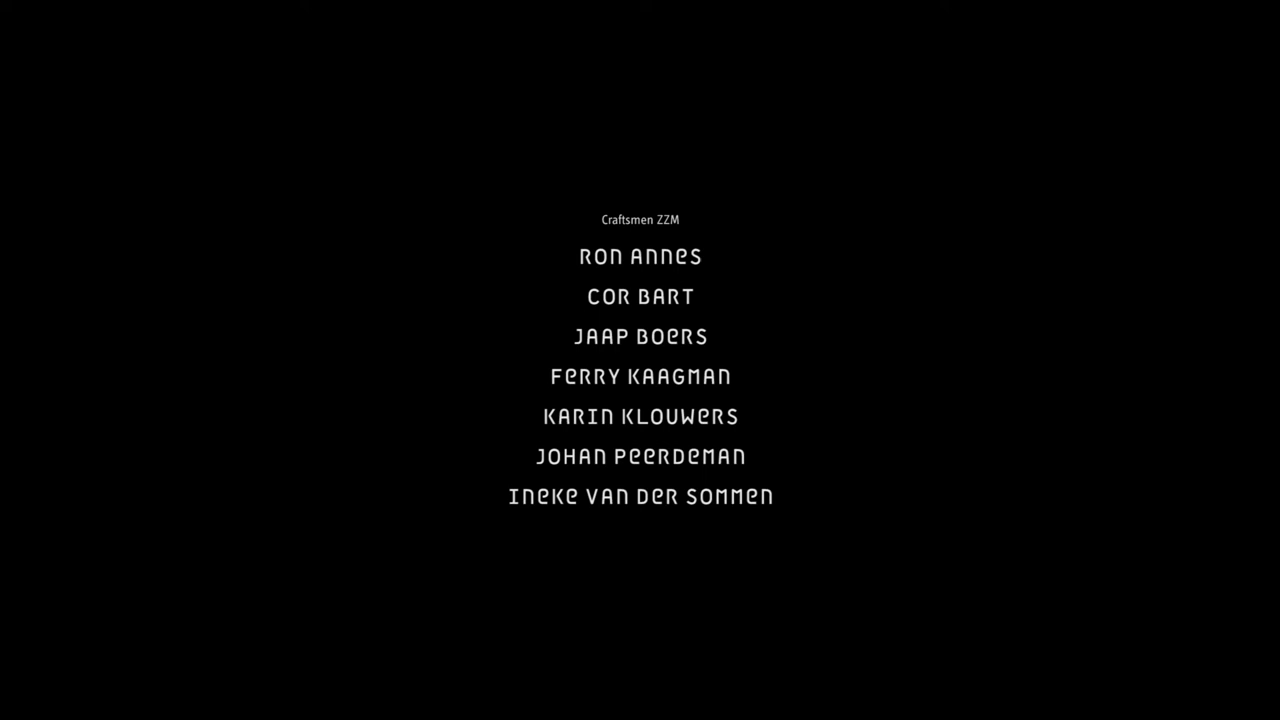 Craftsmen ZZM
RON ANNES
COR BART
JAAP BOERS
FERRY KAAGMAN
KARIN KLOUWERS
JOHAN PEERDEMAN
INEKE VAN DER SOMMEN